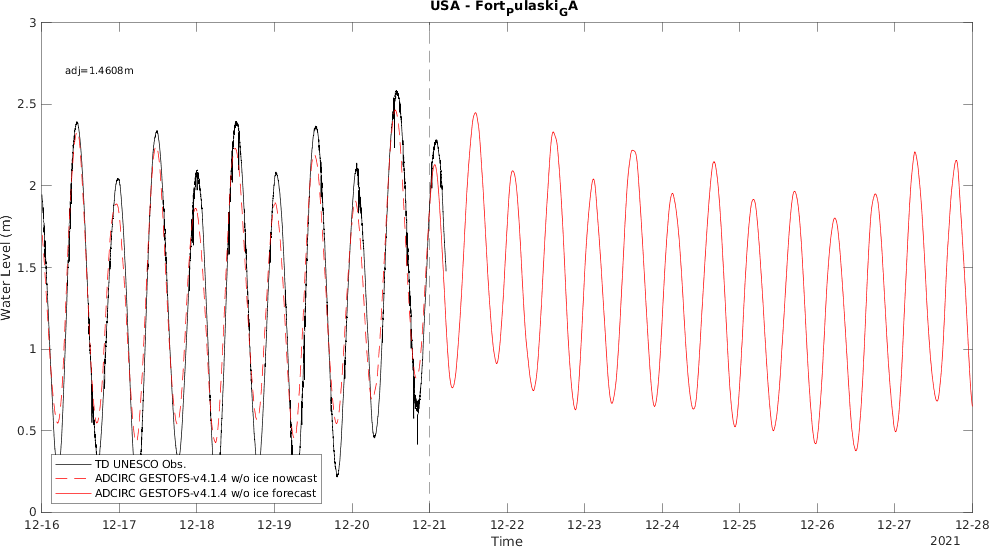 USA - FortPulaskiGA
adj=1.4608m
Water Level (m)
3
2.5
2
1.5
1
0.5
0
TD UNESCO Obs.
ADCIRC GESTOFS-v4.1.4 w/o ice nowcast
ADCIRC GESTOFS-v4.1.4 w/o ice forecast
12-16 12-17 12-18 12-19 12-20 12-21 12-22 12-23 12-24 12-25 12-26 12-27 12-28
Time
2021